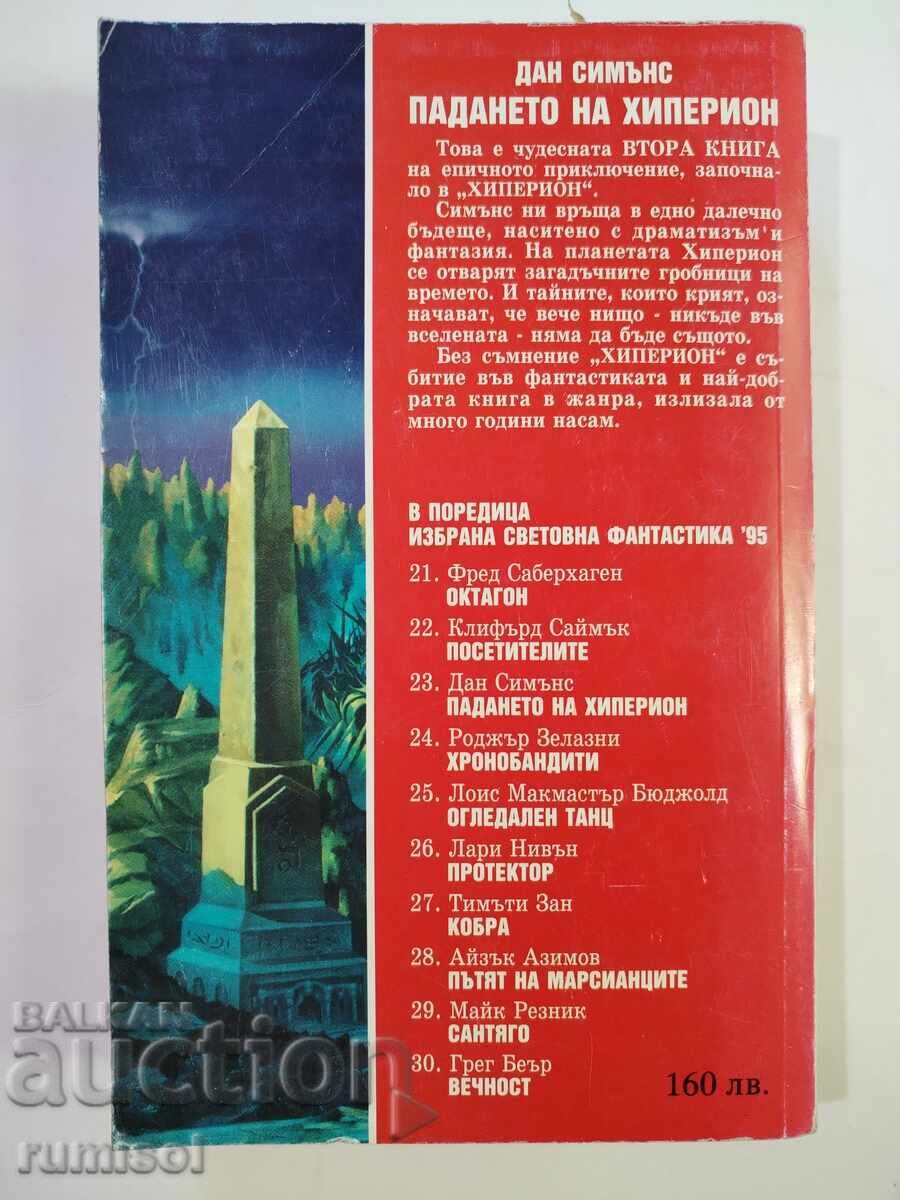 ДАН СИМЪНС
ПАДАНЕТО НА ХИПЕРИОН
Това е чудесната ВТОРА КНИГА
на епичното приключение, започна-
ло в „ХИПЕРИОН“.
Симънс ни връща в едно далечно
бъдеще, наситено с драматизъм и
фантазия. На планетата Хиперион
се отварят загадъчните гробници на
времето. И тайните, които крият, оз-
начават, че вече нищо - никъде във
вселената - няма да бъде същото.
Без съмнение „ХИПЕРИОН“ е съ-
битие във фантастиката и най-доб-
рата книга в жанра, излизала от
много години насам.
В ПОРЕДИЦА
ИЗБРАНА СВЕТОВНА ФАНТАСТИКА '95
21. Фред Саберхаген
ОКТАГОН
22. Клифърд Саймък
ПОСЕТИТЕЛИТЕ
23. Дан Симънс
ПАДАНЕТО НА ХИПЕРИОН
24. Роджър Зелазни
ХРОНОБАНДИТИ
25. Лоис Макмастър Бюджолд
ОГЛЕДАЛЕН ТАНЦ
26. Лари Нивън
ПРОТЕКТОР
27. Тимъти Зан
КОБРА
28. Айзък Азимов
ПЪТЯТ НА МАРСИАНЦИТЕ
29. Майк Резник
САНТЯГО
30. Грег Беър
ВЕЧНОСТ
160 лв.
BALKAN
auction
rumisol